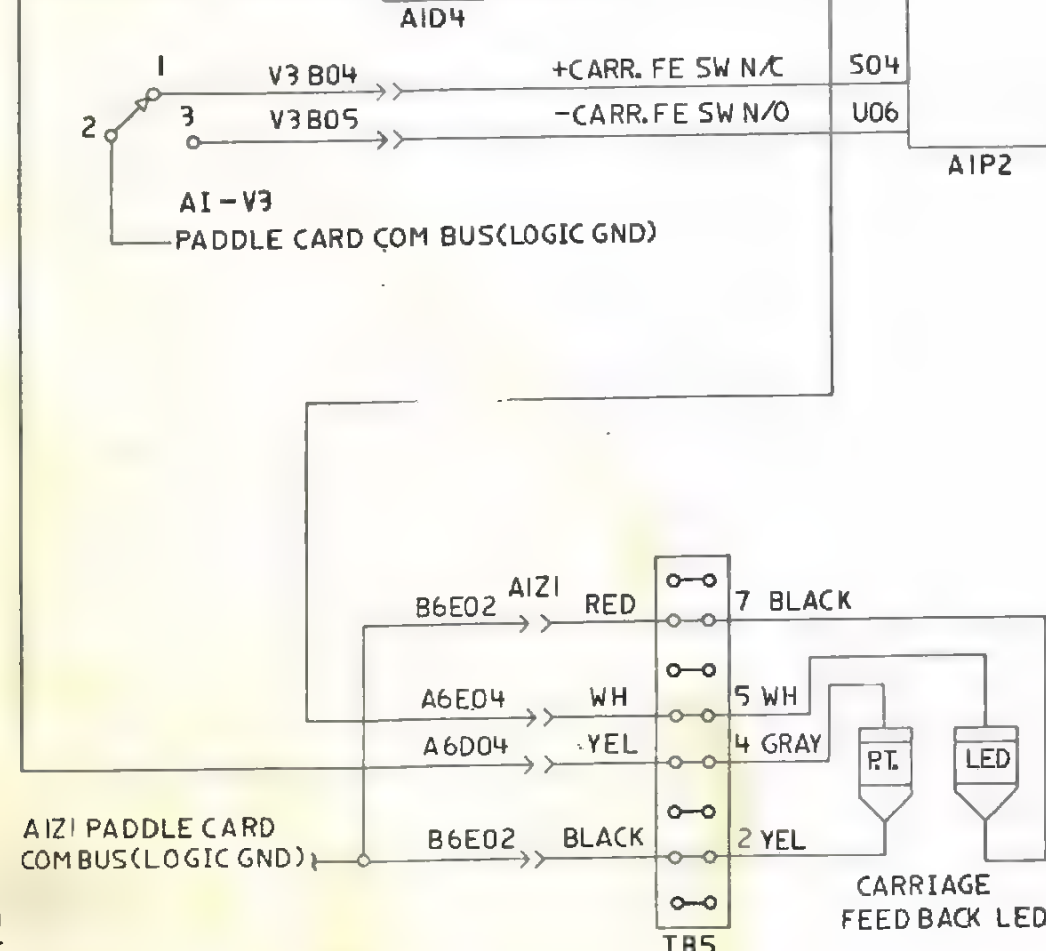 A1D4
1
V3 B04
+CARR. FE SW N/C
S04
2
3
V3B05
-CARR. FE SW N/O
U06
A1P2
A1-V3
PADDLE CARD COM BUS(LOGIC GND)
B6E02
A1Z1
RED
7 BLACK
A6E04
WH
5 WH
A6D04
YEL
4 GRAY
P.T.
LED
A1Z1 PADDLE CARD
COM BUS(LOGIC GND)
B6E02
BLACK
2 YEL
CARRIAGE
FEED BACK LED
TB5